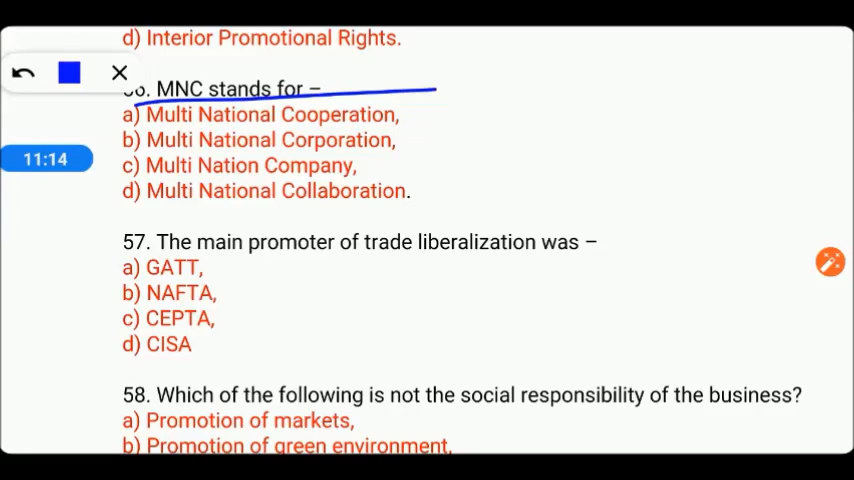 d) Interior Promotional Rights.
56. MNC stands for –
a) Multi National Cooperation,
b) Multi National Corporation,
11:14
c) Multi Nation Company,
d) Multi National Collaboration.
57. The main promoter of trade liberalization was –
a) GATT,
b) NAFTA,
c) CEPTA,
d) CISA
58. Which of the following is not the social responsibility of the business?
a) Promotion of markets,
b) Promotion of green environment,